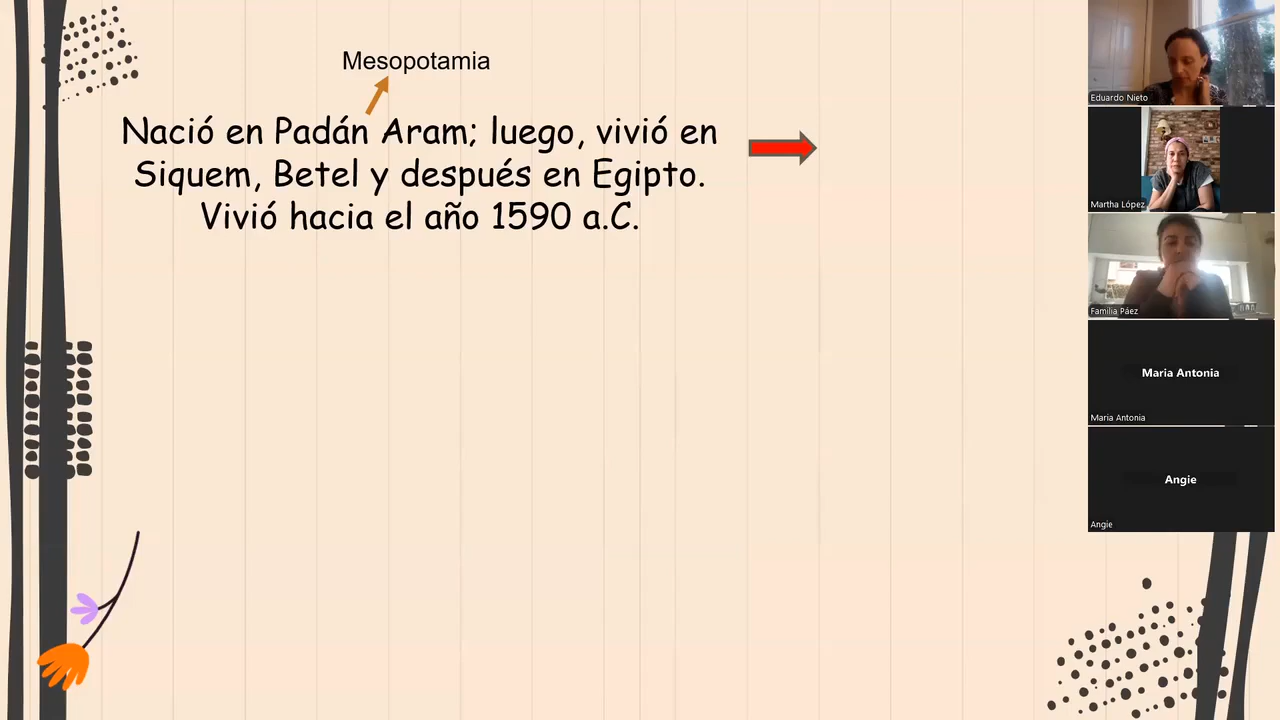 Mesopotamia
Nació en Padán Aram; luego, vivió en
Siquem, Betel y después en Egipto.
Vivió hacia el año 1590 a.C.
Eduardo Nieto
Martha López
Familia Páez
Maria Antonia
Maria Antonia
Angie
Angie